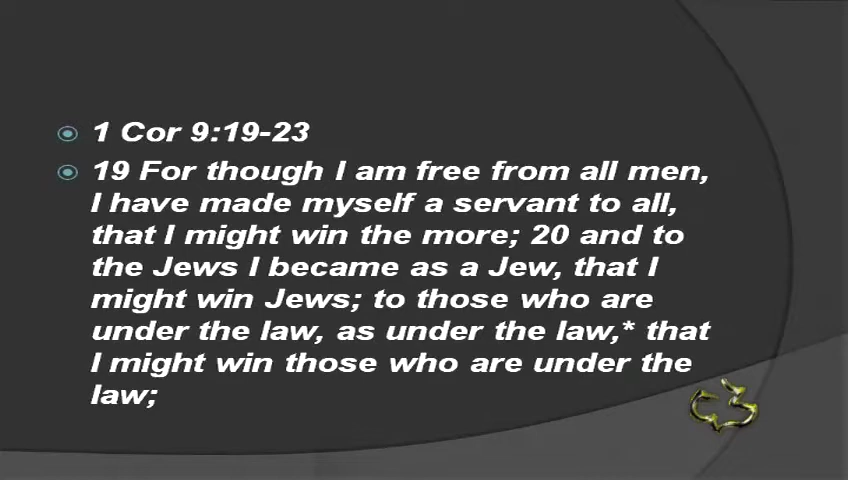 1 Cor 9:19-23
19 For though I am free from all men,
I have made myself a servant to all,
that I might win the more; 20 and to
the Jews I became as a Jew, that I
might win Jews; to those who are
under the law, as under the law,* that
I might win those who are under the
law;